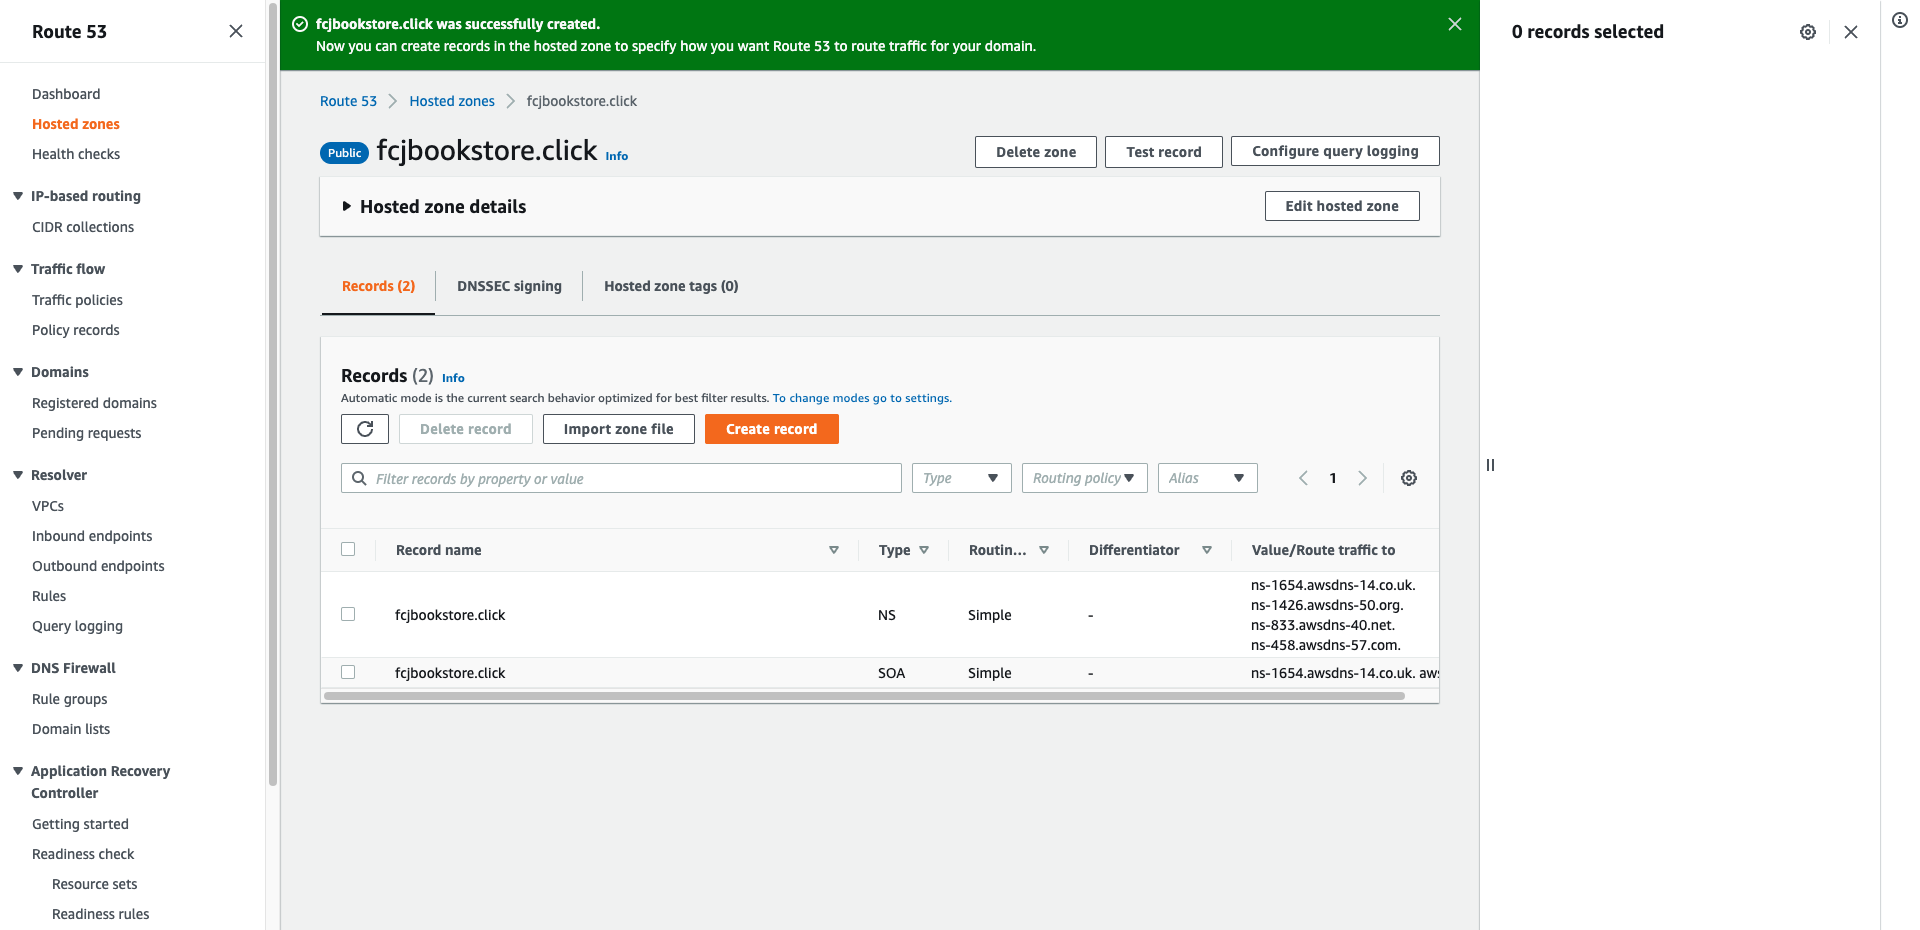 Route 53
Dashboard
Hosted zones
Health checks
IP-based routing
CIDR collections
Traffic flow
Traffic policies
Policy records
Domains
Registered domains
Pending requests
Resolver
VPCs
Inbound endpoints
Outbound endpoints
Rules
Query logging
DNS Firewall
Rule groups
Domain lists
Application Recovery
Controller
Getting started
Readiness check
Resource sets
Readiness rules
fcjbookstore.click was successfully created.
Now you can create records in the hosted zone to specify how you want Route 53 to route traffic for your domain.
Route 53 Hosted zones fcjbookstore.click
Public fcjbookstore.click Info
Delete zone Test record Configure query logging
Hosted zone details Edit hosted zone
Records (2) DNSSEC signing Hosted zone tags (0)
Records (2) Info
Automatic mode is the current search behavior optimized for best filter results. To change modes go to settings.
Delete record Import zone file Create record
Filter records by property or value Type Routing policy Alias 1
Record name Type Routin... Differentiator Value/Route traffic to
fcjbookstore.click NS Simple - ns-1654.awsdns-14.co.uk.
ns-1426.awsdns-50.org.
ns-833.awsdns-40.net.
ns-458.awsdns-57.com.
fcjbookstore.click SOA Simple - ns-1654.awsdns-14.co.uk. aws
0 records selected